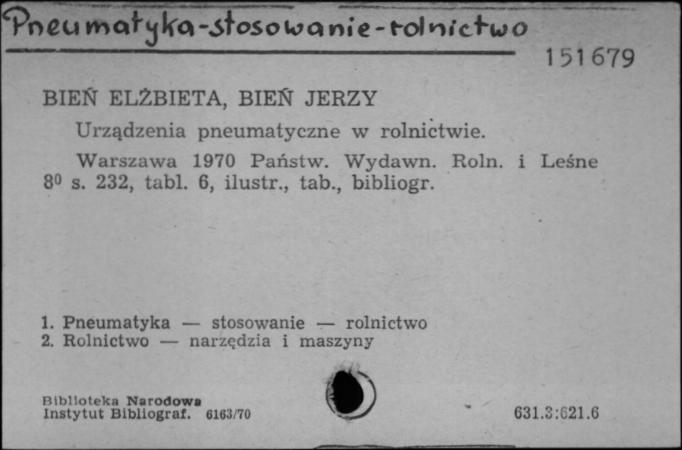 Pneumatyka-stosowanie-rolnictwo
151679
BIEŃ ELŻBIETA, BIEŃ JERZY
Urządzenia pneumatyczne w rolnictwie.
Warszawa 1970 Państw. Wydawn. Roln. i Leśne
8⁰ s. 232, tabl. 6, ilustr., tab., bibliogr.
1. Pneumatyka — stosowanie — rolnictwo
2. Rolnictwo — narzędzia i maszyny
Biblioteka Narodowa
Instytut Bibliograf. 6163/70
631.3:621.6